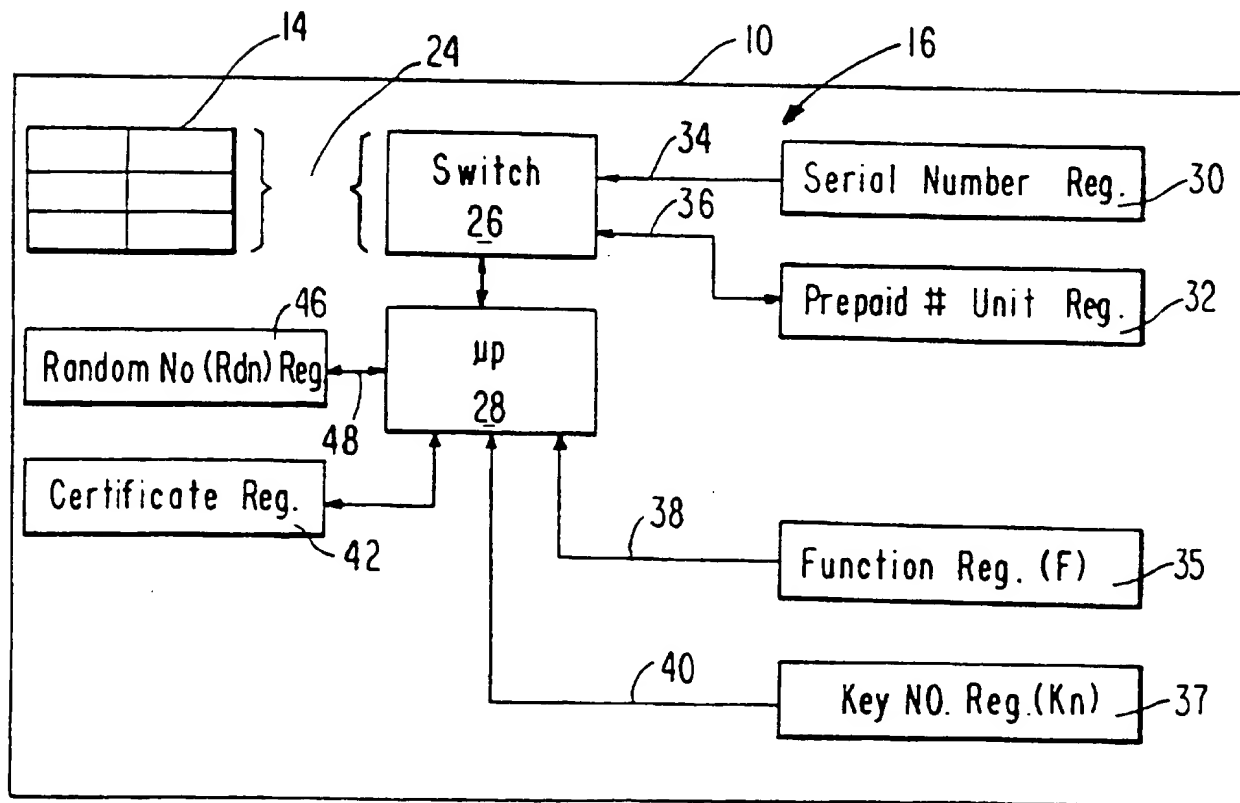 14
24
10
16
Switch
26
34
36
Serial Number Reg.
30
Prepaid # Unit Reg.
32
46
Random No (Rdn) Reg
48
µp
28
Certificate Reg.
42
38
Function Reg. (F)
35
40
Key NO. Reg.(Kn)
37